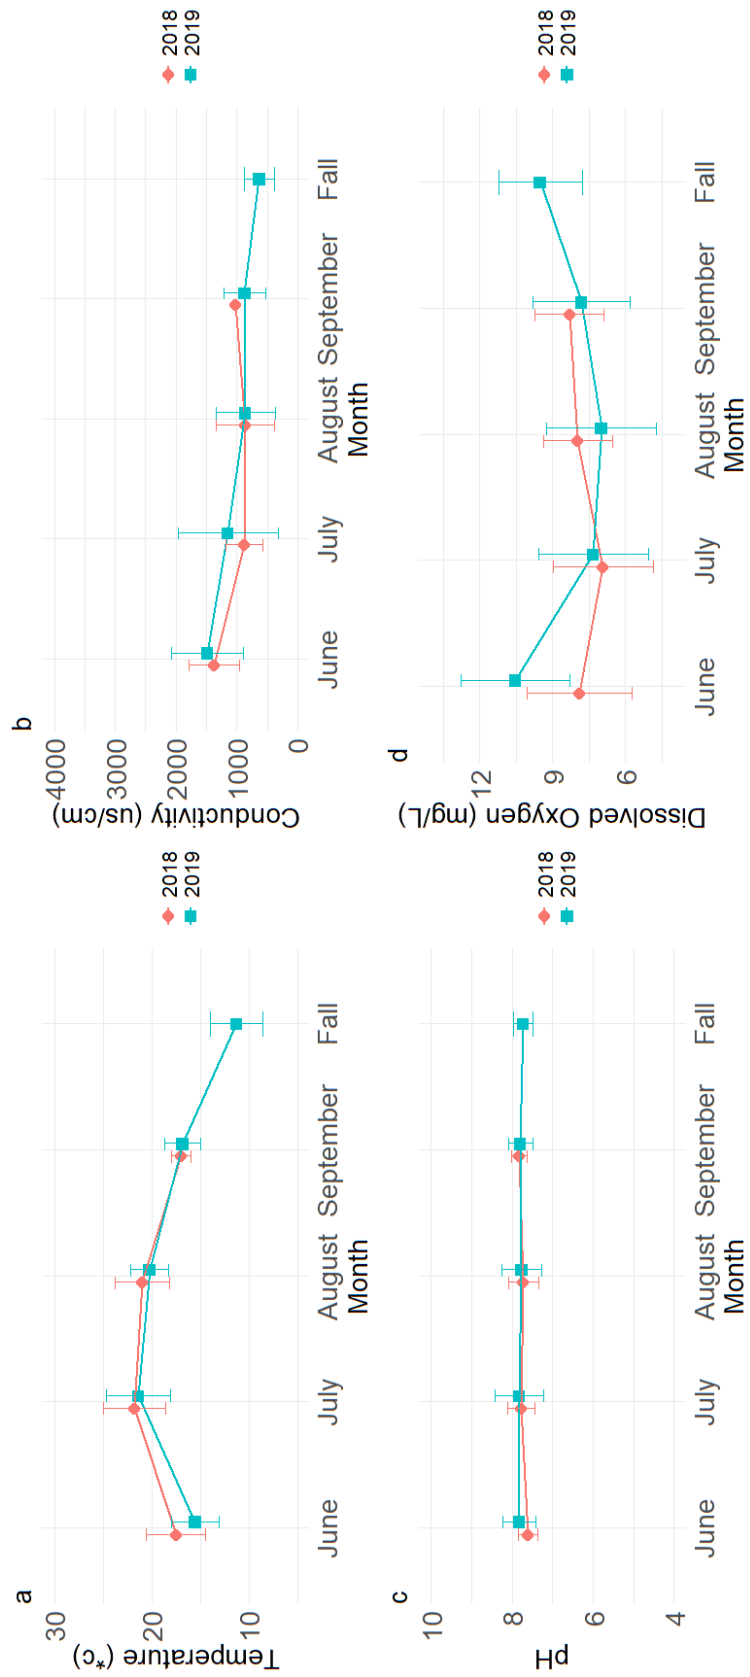 a
30
20
10
Temperature (*c)
June
July
August
September
Fall
Month
2018
2019
b
4000
3000
2000
1000
0
Conductivity (us/cm)
June
July
August
September
Fall
Month
2018
2019
c
10
8
6
4
pH
June
July
August
September
Fall
Month
2018
2019
d
12
9
6
Dissolved Oxygen (mg/L)
June
July
August
September
Fall
Month
2018
2019